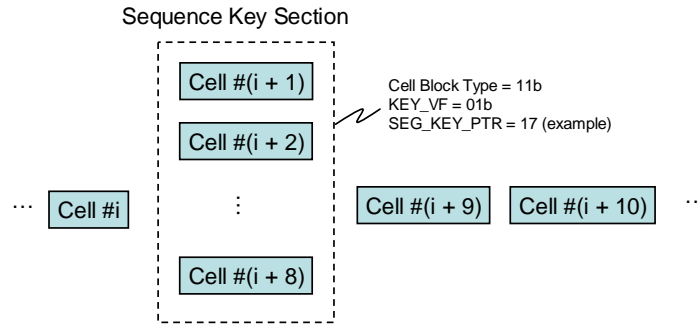 Sequence Key Section
Cell #(i + 1)
Cell Block Type = 11b
KEY_VF = 01b
SEG_KEY_PTR = 17 (example)
Cell #(i + 2)
...
Cell #i
⋮
Cell #(i + 9)
Cell #(i + 10)
..
Cell #(i + 8)